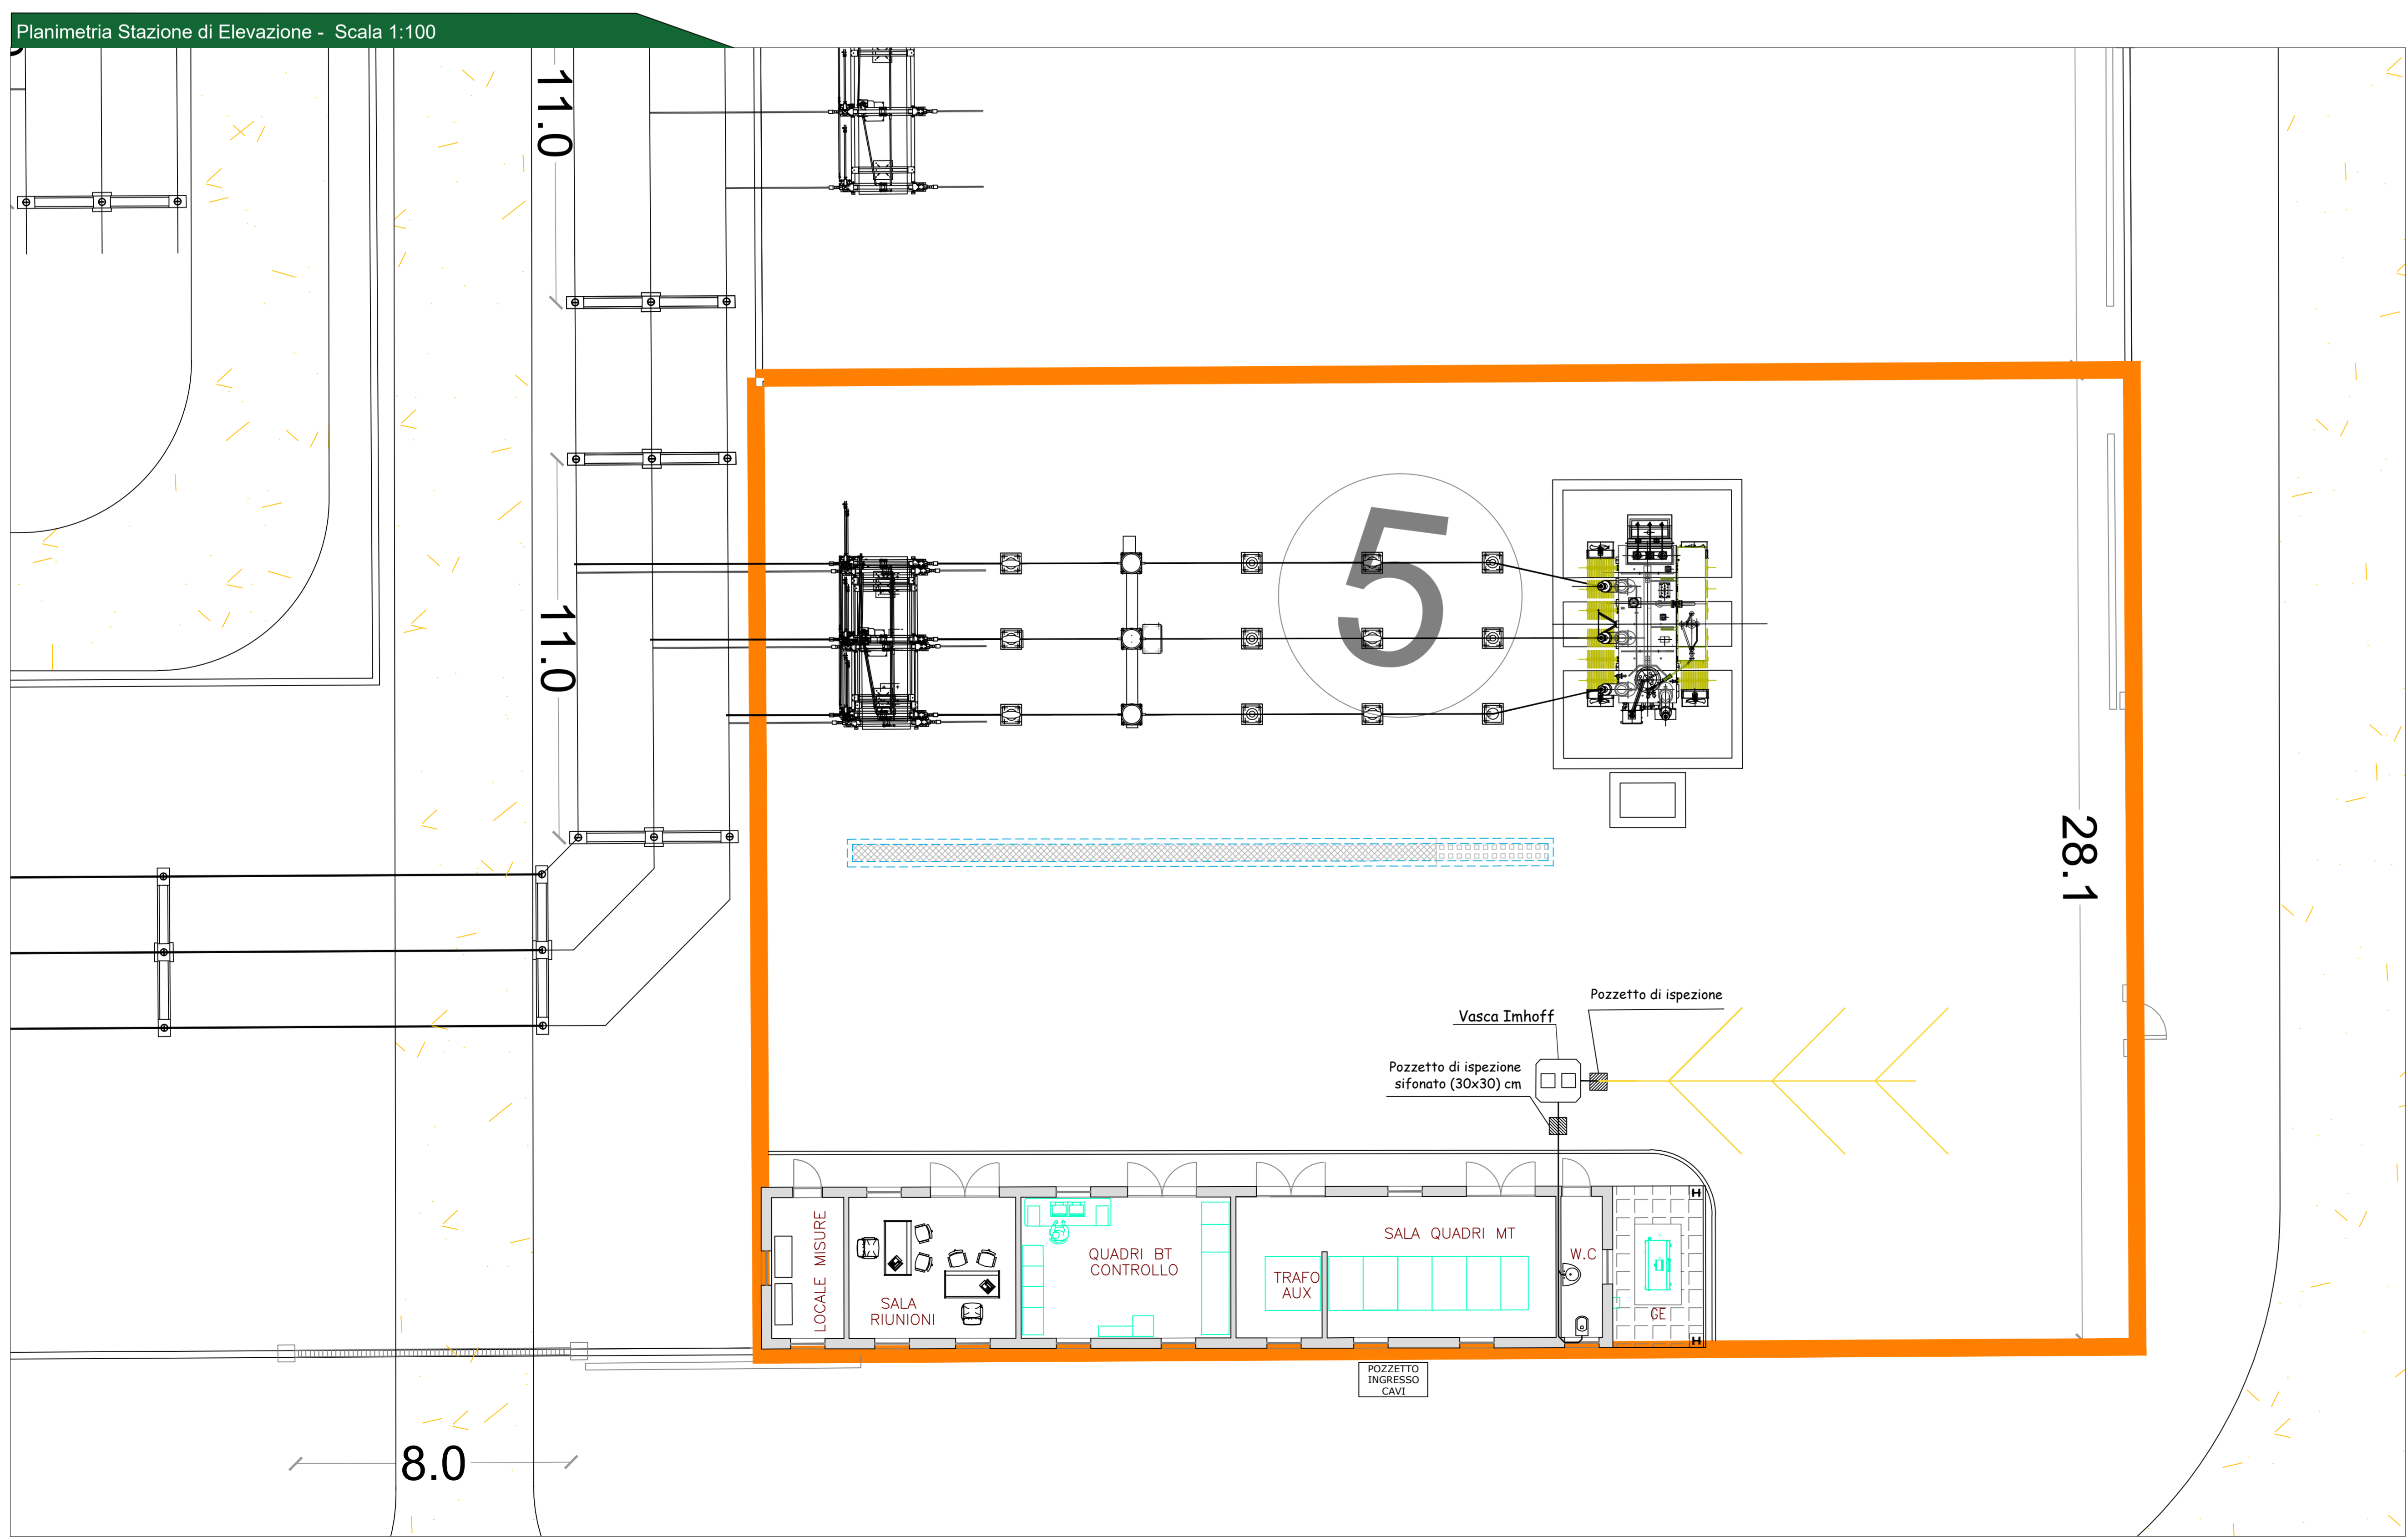 Planimetria Stazione di Elevazione -  Scala 1:100
11.0
5
11.0
28.1
Pozzetto di ispezione
Vasca Imhoff
Pozzetto di ispezione
sifonato (30x30) cm
LOCALE MISURE
SALA
RIUNIONI
QUADRI BT
CONTROLLO
TRAFO
AUX
SALA QUADRI MT
W.C
GE
POZZETTO
INGRESSO
CAVI
8.0